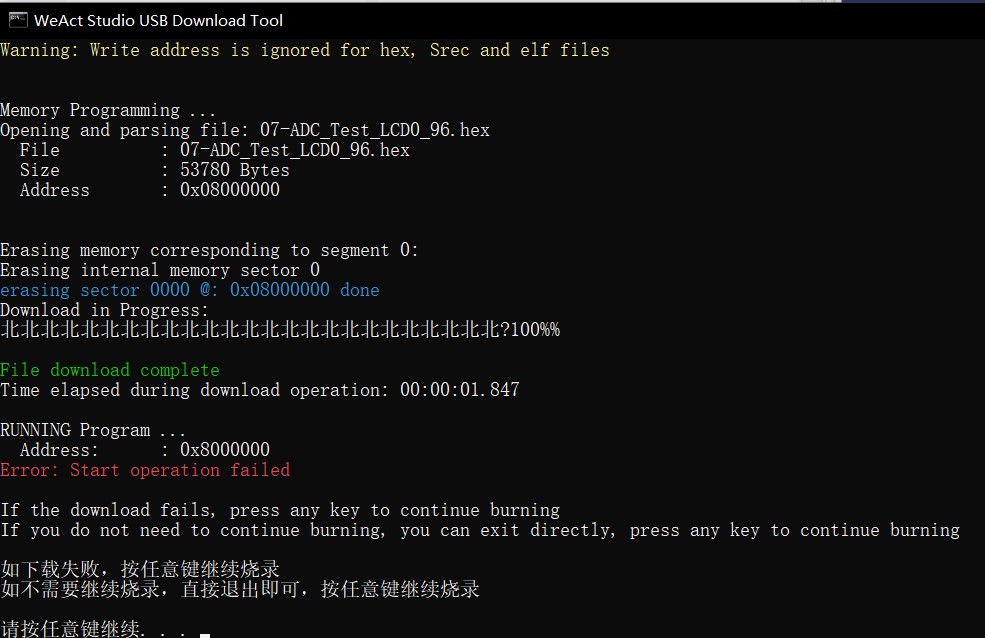 WeAct Studio USB Download Tool
Warning: Write address is ignored for hex, Srec and elf files
Memory Programming ...
Opening and parsing file: 07-ADC_Test_LCD0_96.hex
File : 07-ADC_Test_LCD0_96.hex
Size : 53780 Bytes
Address : 0x08000000
Erasing memory corresponding to segment 0:
Erasing internal memory sector 0
erasing sector 0000 @: 0x08000000 done
Download in Progress:
北北北北北北北北北北北北北北北北北北北北北北北北北?100%%
File download complete
Time elapsed during download operation: 00:00:01.847
RUNNING Program ...
Address: : 0x8000000
Error: Start operation failed
If the download fails, press any key to continue burning
If you do not need to continue burning, you can exit directly, press any key to continue burning
如下载失败，按任意键继续烧录
如不需要继续烧录，直接退出即可，按任意键继续烧录
请按任意键继续. . .